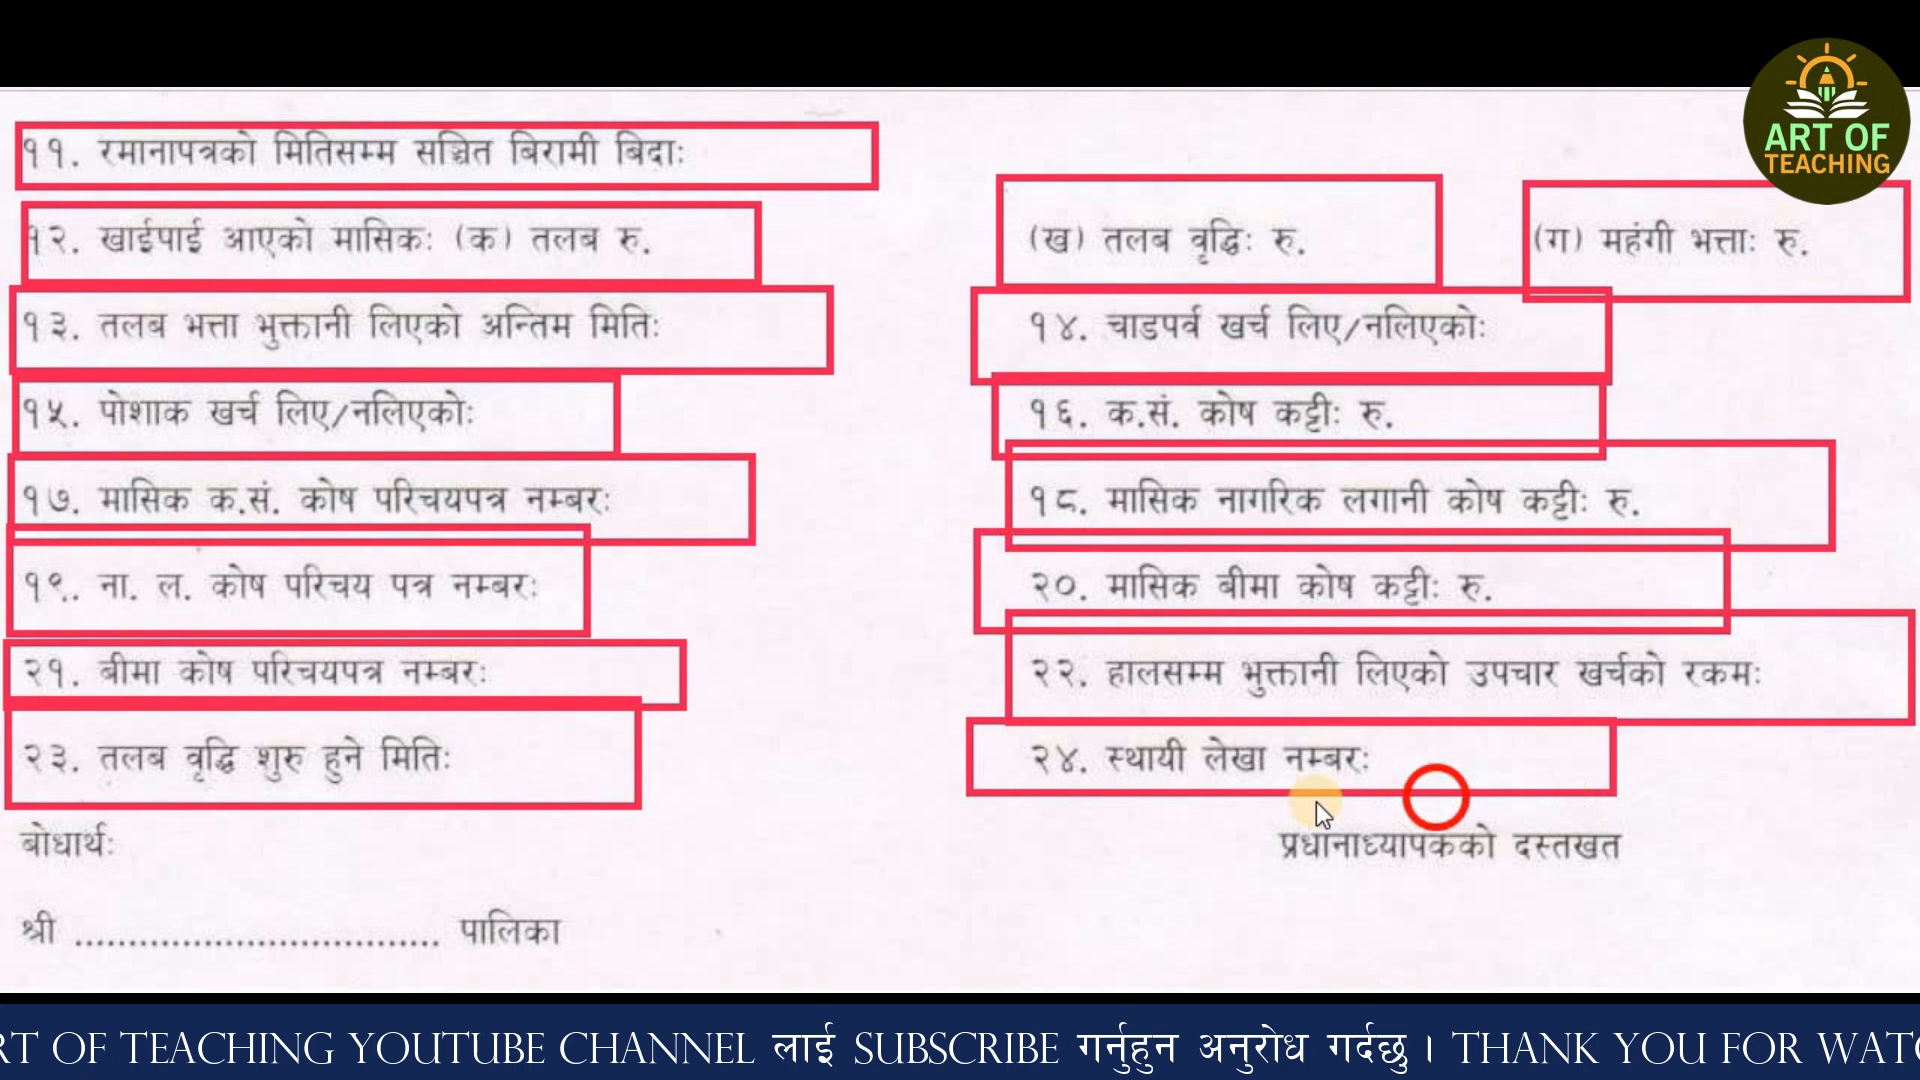 ART OF
TEACHING
११. रमानापत्रको मितिसम्म सञ्चित बिरामी बिदाः
१२. खाईपाई आएको मासिकः (क) तलब रु. (ख) तलब वृद्धिः रु. (ग) महंगी भत्ताः रु.
१३. तलब भत्ता भुक्तानी लिएको अन्तिम मितिः १४. चाडपर्व खर्च लिए/नलिएकोः
१५. पोशाक खर्च लिए/नलिएकोः १६. क.सं. कोष कट्टीः रु.
१७. मासिक क.सं. कोष परिचयपत्र नम्बरः १८. मासिक नागरिक लगानी कोष कट्टीः रु.
१९. ना. ल. कोष परिचय पत्र नम्बरः २०. मासिक बीमा कोष कट्टीः रु.
२१. बीमा कोष परिचयपत्र नम्बरः २२. हालसम्म भुक्तानी लिएको उपचार खर्चको रकमः
२३. तलब वृद्धि शुरु हुने मितिः २४. स्थायी लेखा नम्बरः
बोधार्थः प्रधानाध्यापकको दस्तखत
श्री .................................. पालिका
RT OF TEACHING YOUTUBE CHANNEL लाई SUBSCRIBE गर्नुहुन अनुरोध गर्दछु । THANK YOU FOR WATC